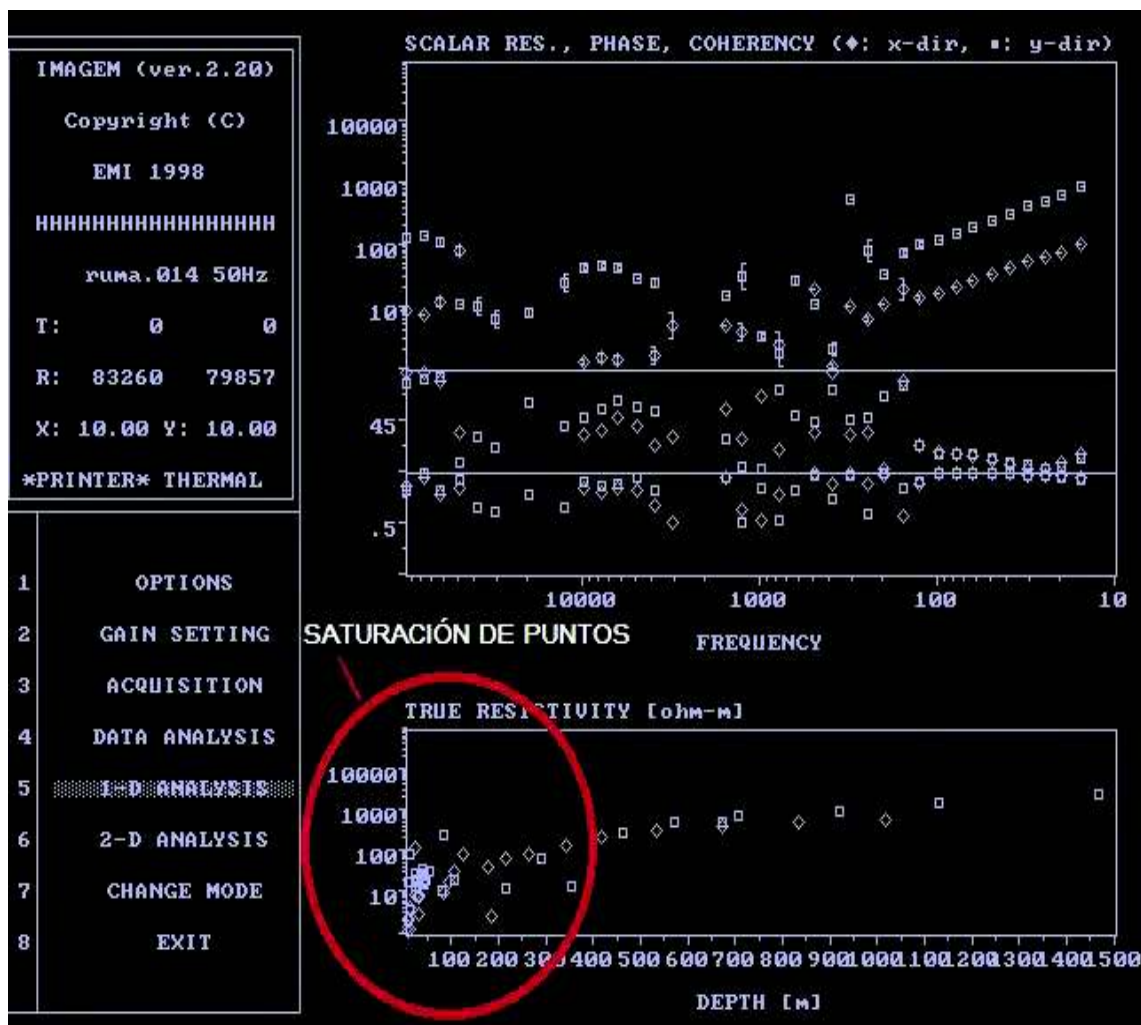 IMAGEM (ver.2.20)
Copyright (C)
EMI 1998
HHHHHHHHHHHHHHHHH
ruma.014 50Hz
T: 0 0
R: 83260 79857
X: 10.00 Y: 10.00
*PRINTER* THERMAL
1 OPTIONS
2 GAIN SETTING
3 ACQUISITION
4 DATA ANALYSIS
5 1-D ANALYSIS
6 2-D ANALYSIS
7 CHANGE MODE
8 EXIT
SCALAR RES., PHASE, COHERENCY (◆: x-dir, ■: y-dir)
10000
1000
100
10
45
.5
10000 1000 100 10
FREQUENCY
SATURACIÓN DE PUNTOS
TRUE RESISTIVITY [ohm-m]
10000
1000
100
10
100 200 300 400 500 600 700 800 900 1000 1100 1200 1300 1400 1500
DEPTH [m]